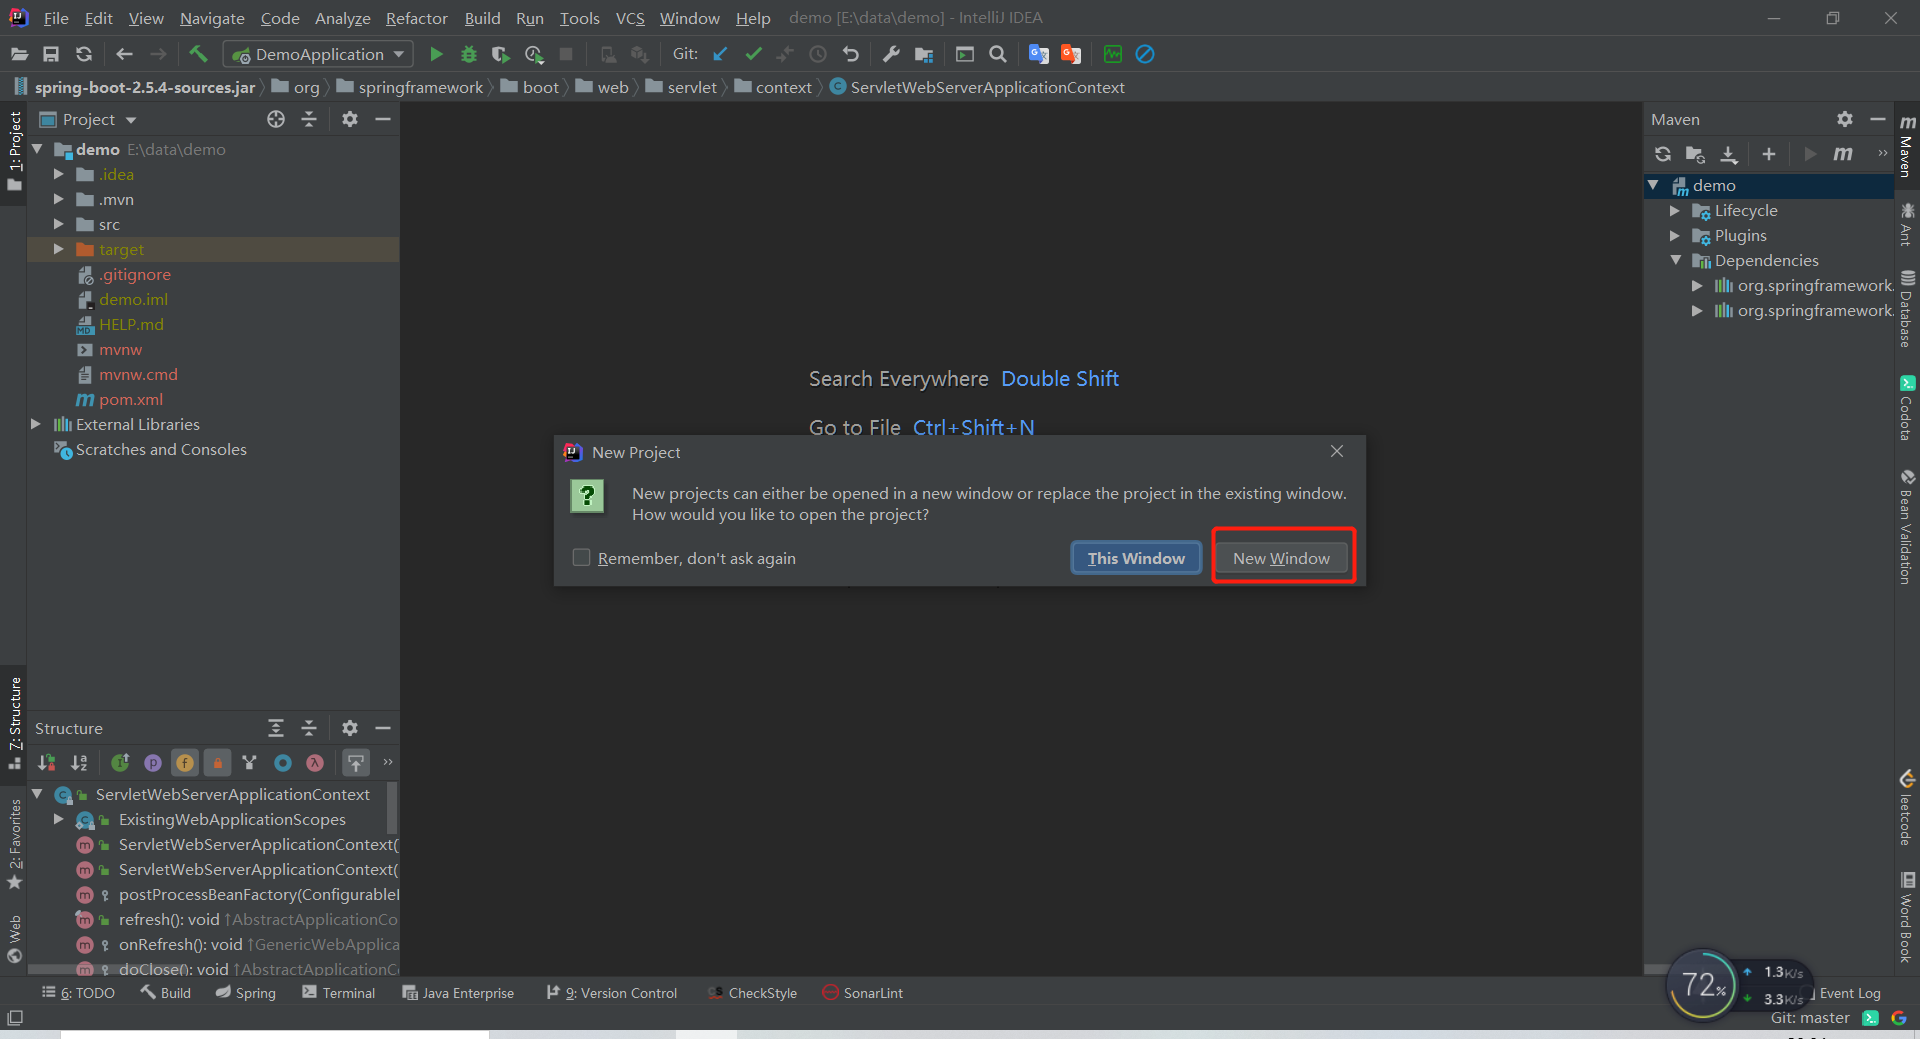 File Edit View Navigate Code Analyze Refactor Build Run Tools VCS Window Help demo [E:\data\demo] - IntelliJ IDEA
DemoApplication Git:
spring-boot-2.5.4-sources.jar org springframework boot web servlet context ServletWebServerApplicationContext
1: Project
Project
demo E:\data\demo
.idea
.mvn
src
target
.gitignore
demo.iml
HELP.md
mvnw
mvnw.cmd
pom.xml
External Libraries
Scratches and Consoles
Search Everywhere Double Shift
Go to File Ctrl+Shift+N
New Project
New projects can either be opened in a new window or replace the project in the existing window.
How would you like to open the project?
Remember, don't ask again
This Window
New Window
Maven
demo
Lifecycle
Plugins
Dependencies
org.springframework.
org.springframework.
Maven
Ant
Database
Codota
Bean Validation
leetcode
Word Book
7: Structure
2: Favorites
Web
Structure
ServletWebServerApplicationContext
ExistingWebApplicationScopes
ServletWebServerApplicationContext(
ServletWebServerApplicationContext(
postProcessBeanFactory(Configurable
refresh(): void ↑AbstractApplicationCo
onRefresh(): void ↑GenericWebApplica
doClose(): void ↑AbstractApplicationC
6: TODO Build Spring Terminal Java Enterprise 9: Version Control CheckStyle SonarLint
72% 1.3K/s
3.3K/s
Event Log
Git: master